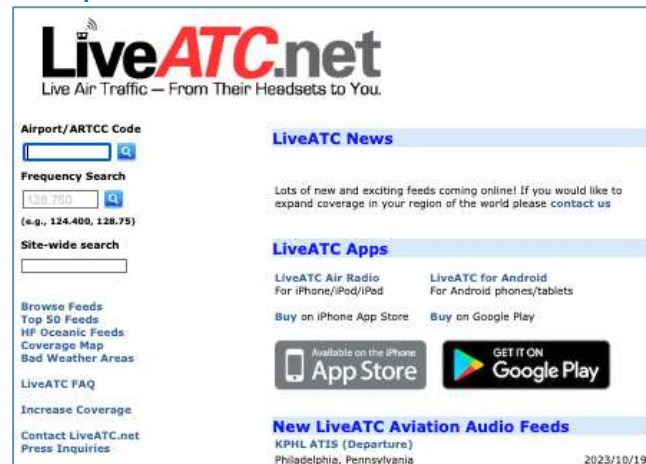 LiveATC.net
Live Air Traffic — From Their Headsets to You.
Airport/ARTCC Code
Frequency Search
128.750
(e.g., 124.400, 128.75)
Site-wide search
Browse Feeds
Top 50 Feeds
HF Oceanic Feeds
Coverage Map
Bad Weather Areas
LiveATC FAQ
Increase Coverage
Contact LiveATC.net
Press Inquiries
LiveATC News
Lots of new and exciting feeds coming online! If you would like to
expand coverage in your region of the world please contact us
LiveATC Apps
LiveATC Air Radio
For iPhone/iPod/iPad
Buy on iPhone App Store
LiveATC for Android
For Android phones/tablets
Buy on Google Play
Available on the iPhone
App Store
GET IT ON
Google Play
New LiveATC Aviation Audio Feeds
KPHL ATIS (Departure)
Philadelphia, Pennsylvania 2023/10/19